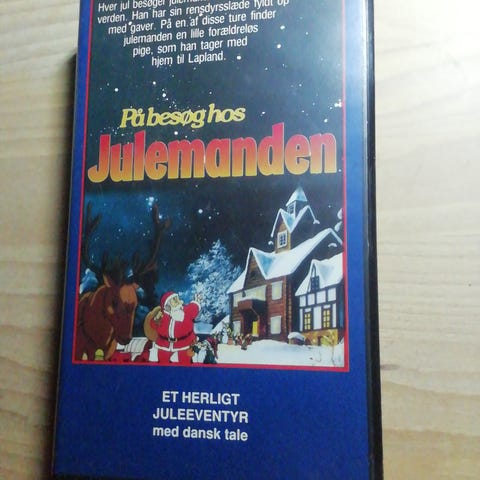 Hver jul besøger julemand
verden. Han har sin rensdyrsslæde fyldt op
med gaver. På en af disse ture finder
julemanden en lille forældreløs
pige, som han tager med
hjem til Lapland.
På besøg hos
Julemanden
ET HERLIGT
JULEEVENTYR
med dansk tale